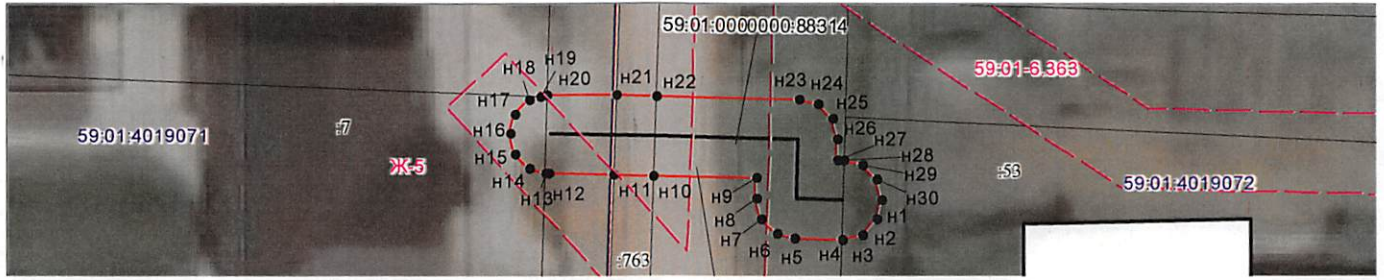 59:01:0000000:88314
н19
н18
н20
н21
н22
н23
н24
59:01-6.363
н17
н25
59:01:4019071
:7
н16
н26
н27
н28
Ж-5
н15
н29
:53
59:01:4019072
н14
н13
н12
н11
н10
н9
н30
н8
н1
н7
н2
н6
н5
н4
н3
:763